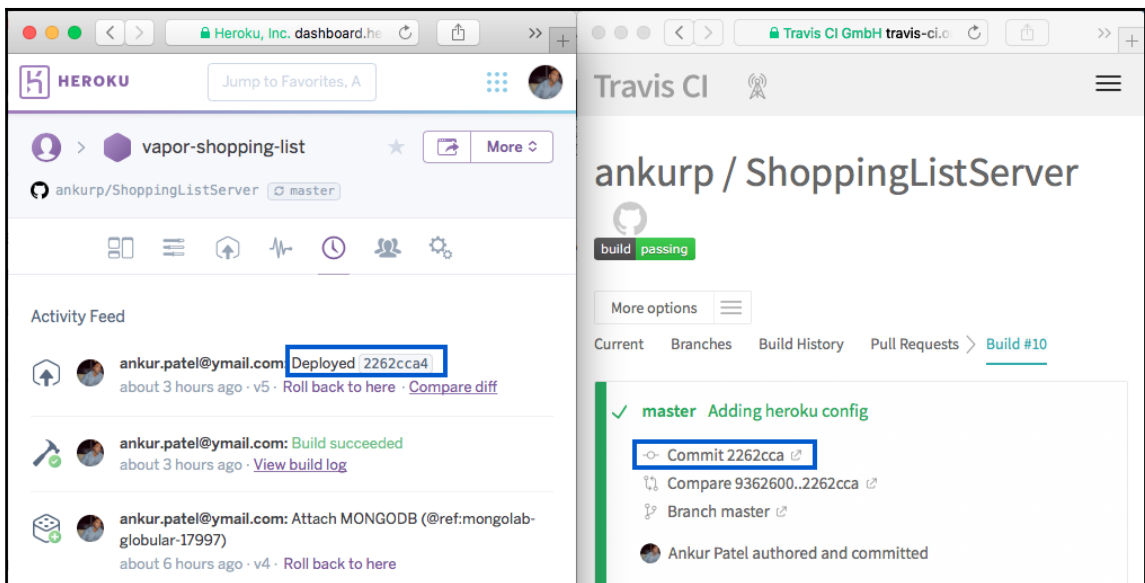 Heroku, Inc. dashboard.he
HEROKU
Jump to Favorites, A
vapor-shopping-list
More
ankurp/ShoppingListServer master
Activity Feed
ankur.patel@ymail.com: Deployed 2262cca4
about 3 hours ago · v5 · Roll back to here · Compare diff
ankur.patel@ymail.com: Build succeeded
about 3 hours ago · View build log
ankur.patel@ymail.com: Attach MONGODB (@ref:mongolab-
globular-17997)
about 6 hours ago · v4 · Roll back to here
Travis CI GmbH travis-ci.o
Travis CI
ankurp / ShoppingListServer
build passing
More options
Current Branches Build History Pull Requests Build #10
master Adding heroku config
Commit 2262cca
Compare 9362600..2262cca
Branch master
Ankur Patel authored and committed